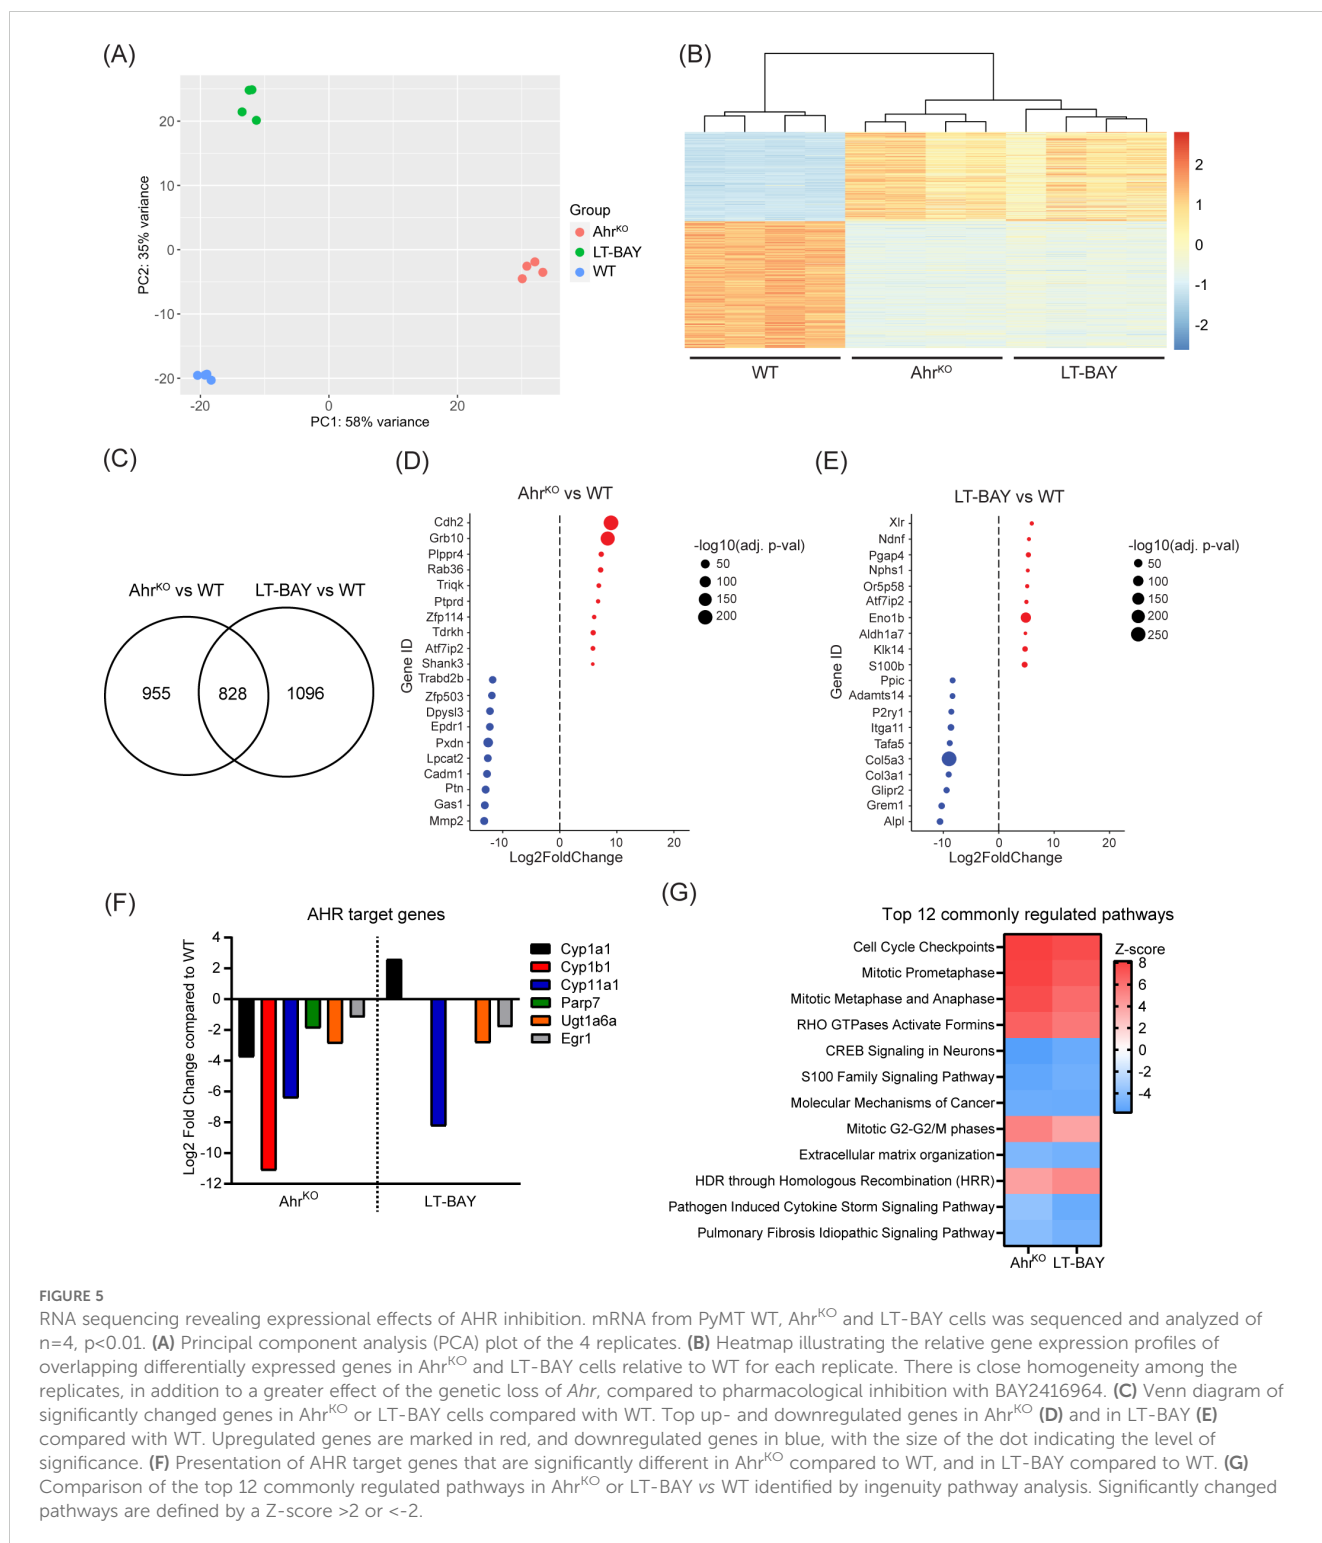 (A)
20
10
0
-10
-20
-20
0
20
PC2: 35% variance
PC1: 58% variance
Group
Ahr^KO
LT-BAY
WT
(B)
2
1
0
-1
-2
WT
Ahr^KO
LT-BAY
(C)
Ahr^KO vs WT
LT-BAY vs WT
955
828
1096
(D)
Ahr^KO vs WT
Gene ID
Cdh2
Grb10
Plppr4
Rab36
Triqk
Ptprd
Zfp114
Tdrkh
Atf7ip2
Shank3
Trabd2b
Zfp503
Dpysl3
Epdr1
Pxdn
Lpcat2
Cadm1
Ptn
Gas1
Mmp2
-10
0
10
20
Log2FoldChange
-log10(adj. p-val)
50
100
150
200
(E)
LT-BAY vs WT
Gene ID
Xlr
Ndnf
Pgap4
Nphs1
Or5p58
Atf7ip2
Eno1b
Aldh1a7
Klk14
S100b
Ppic
Adamts14
P2ry1
Itga11
Tafa5
Col5a3
Col3a1
Glipr2
Grem1
Alpl
-10
0
10
20
Log2FoldChange
-log10(adj. p-val)
50
100
150
200
250
(F)
AHR target genes
Log2 Fold Change compared to WT
4
2
0
-2
-4
-6
-8
-10
-12
Ahr^KO
LT-BAY
Cyp1a1
Cyp1b1
Cyp11a1
Parp7
Ugt1a6a
Egr1
(G)
Top 12 commonly regulated pathways
Cell Cycle Checkpoints
Mitotic Prometaphase
Mitotic Metaphase and Anaphase
RHO GTPases Activate Formins
CREB Signaling in Neurons
S100 Family Signaling Pathway
Molecular Mechanisms of Cancer
Mitotic G2-G2/M phases
Extracellular matrix organization
HDR through Homologous Recombination (HRR)
Pathogen Induced Cytokine Storm Signaling Pathway
Pulmonary Fibrosis Idiopathic Signaling Pathway
Ahr^KO
LT-BAY
Z-score
8
6
4
2
0
-2
-4
FIGURE 5
RNA sequencing revealing expressional effects of AHR inhibition. mRNA from PyMT WT, Ahr^KO and LT-BAY cells was sequenced and analyzed of
n=4, p<0.01. (A) Principal component analysis (PCA) plot of the 4 replicates. (B) Heatmap illustrating the relative gene expression profiles of
overlapping differentially expressed genes in Ahr^KO and LT-BAY cells relative to WT for each replicate. There is close homogeneity among the
replicates, in addition to a greater effect of the genetic loss of Ahr, compared to pharmacological inhibition with BAY2416964. (C) Venn diagram of
significantly changed genes in Ahr^KO or LT-BAY cells compared with WT. Top up- and downregulated genes in Ahr^KO (D) and in LT-BAY (E)
compared with WT. Upregulated genes are marked in red, and downregulated genes in blue, with the size of the dot indicating the level of
significance. (F) Presentation of AHR target genes that are significantly different in Ahr^KO compared to WT, and in LT-BAY compared to WT. (G)
Comparison of the top 12 commonly regulated pathways in Ahr^KO or LT-BAY vs WT identified by ingenuity pathway analysis. Significantly changed
pathways are defined by a Z-score >2 or <-2.